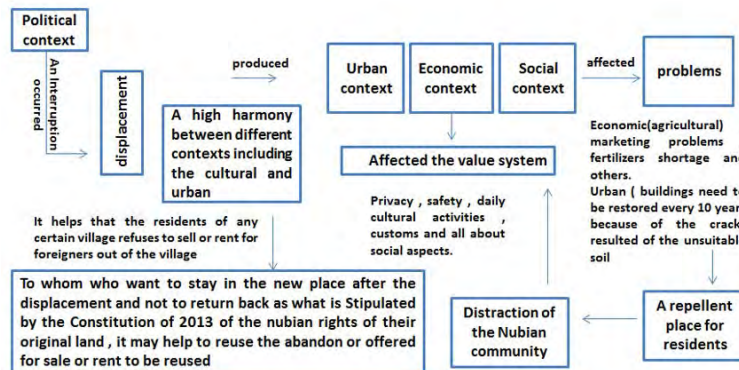 Political
context
An Interruption
occurred
displacement
produced
A high harmony
between different
contexts including
the cultural and
urban
Urban
context
Economic
context
Social
context
affected
problems
Affected the value system
Privacy , safety , daily
cultural activities ,
customs and all about
social aspects.
Economic(agricultural)
marketing problems
fertilizers shortage and
others.
Urban ( buildings need to
be restored every 10 year
because of the crack
resulted of the unsuitabl
soil
It helps that the residents of any
certain village refuses to sell or rent for
foreigners out of the village
To whom who want to stay in the new place after the
displacement and not to return back as what is Stipulated
by the Constitution of 2013 of the nubian rights of their
original land , it may help to reuse the abandon or offered
for sale or rent to be reused
Distraction of
the Nubian
community
A repellent
place for
residents